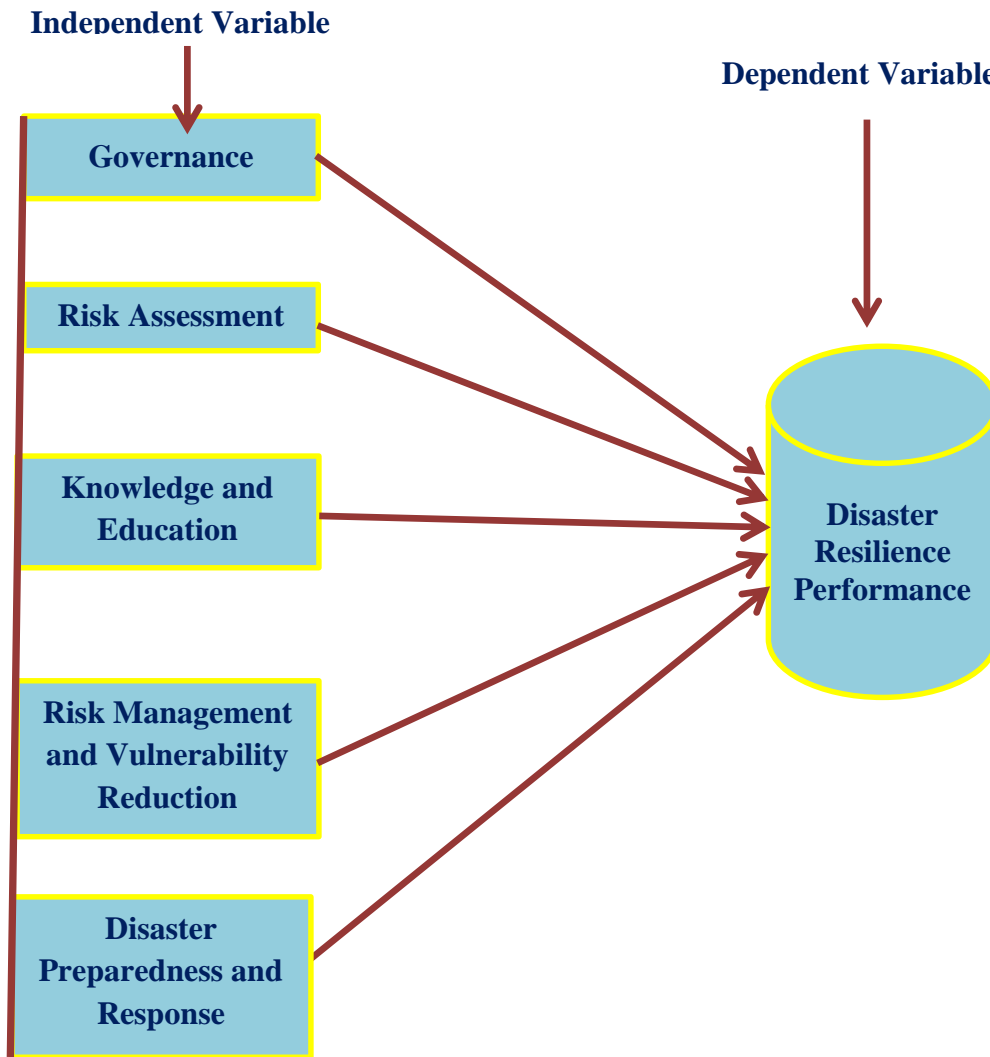 Independent Variable
Dependent Variable
Governance
Risk Assessment
Knowledge and
Education
Disaster
Resilience
Performance
Risk Management
and Vulnerability
Reduction
Disaster
Preparedness and
Response